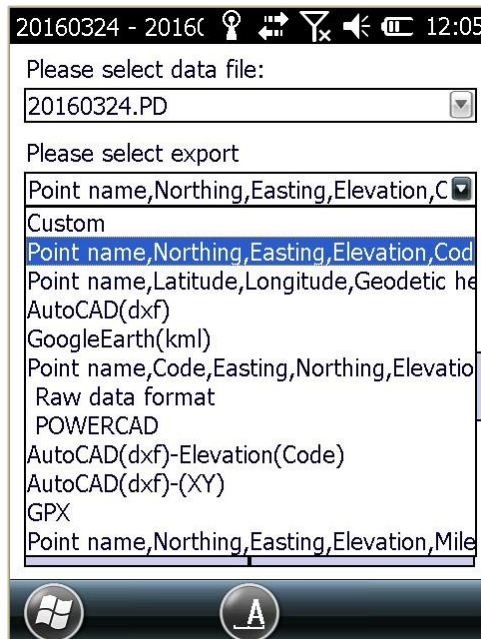 20160324 - 2016( 12:05
Please select data file:
20160324.PD
Please select export
Point name,Northing,Easting,Elevation,C
Custom
Point name,Northing,Easting,Elevation,Cod
Point name,Latitude,Longitude,Geodetic he
AutoCAD(dxf)
GoogleEarth(kml)
Point name,Code,Easting,Northing,Elevatio
Raw data format
POWERCAD
AutoCAD(dxf)-Elevation(Code)
AutoCAD(dxf)-(XY)
GPX
Point name,Northing,Easting,Elevation,Mile
A